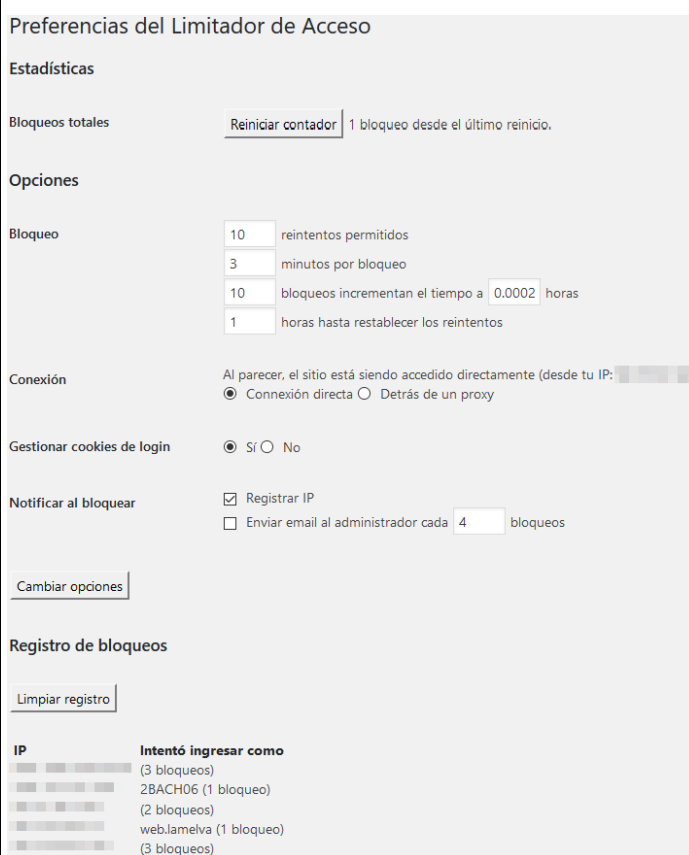 Preferencias del Limitador de Acceso
Estadísticas
Bloqueos totales Reiniciar contador 1 bloqueo desde el último reinicio.
Opciones
Bloqueo 10 reintentos permitidos
3 minutos por bloqueo
10 bloqueos incrementan el tiempo a 0.0002 horas
1 horas hasta restablecer los reintentos
Conexión Al parecer, el sitio está siendo accedido directamente (desde tu IP:
Connexión directa Detrás de un proxy
Gestionar cookies de login Sí No
Notificar al bloquear Registrar IP
Enviar email al administrador cada 4 bloqueos
Cambiar opciones
Registro de bloqueos
Limpiar registro
IP Intentó ingresar como
(3 bloqueos)
2BACH06 (1 bloqueo)
(2 bloqueos)
web.lamelva (1 bloqueo)
(3 bloqueos)